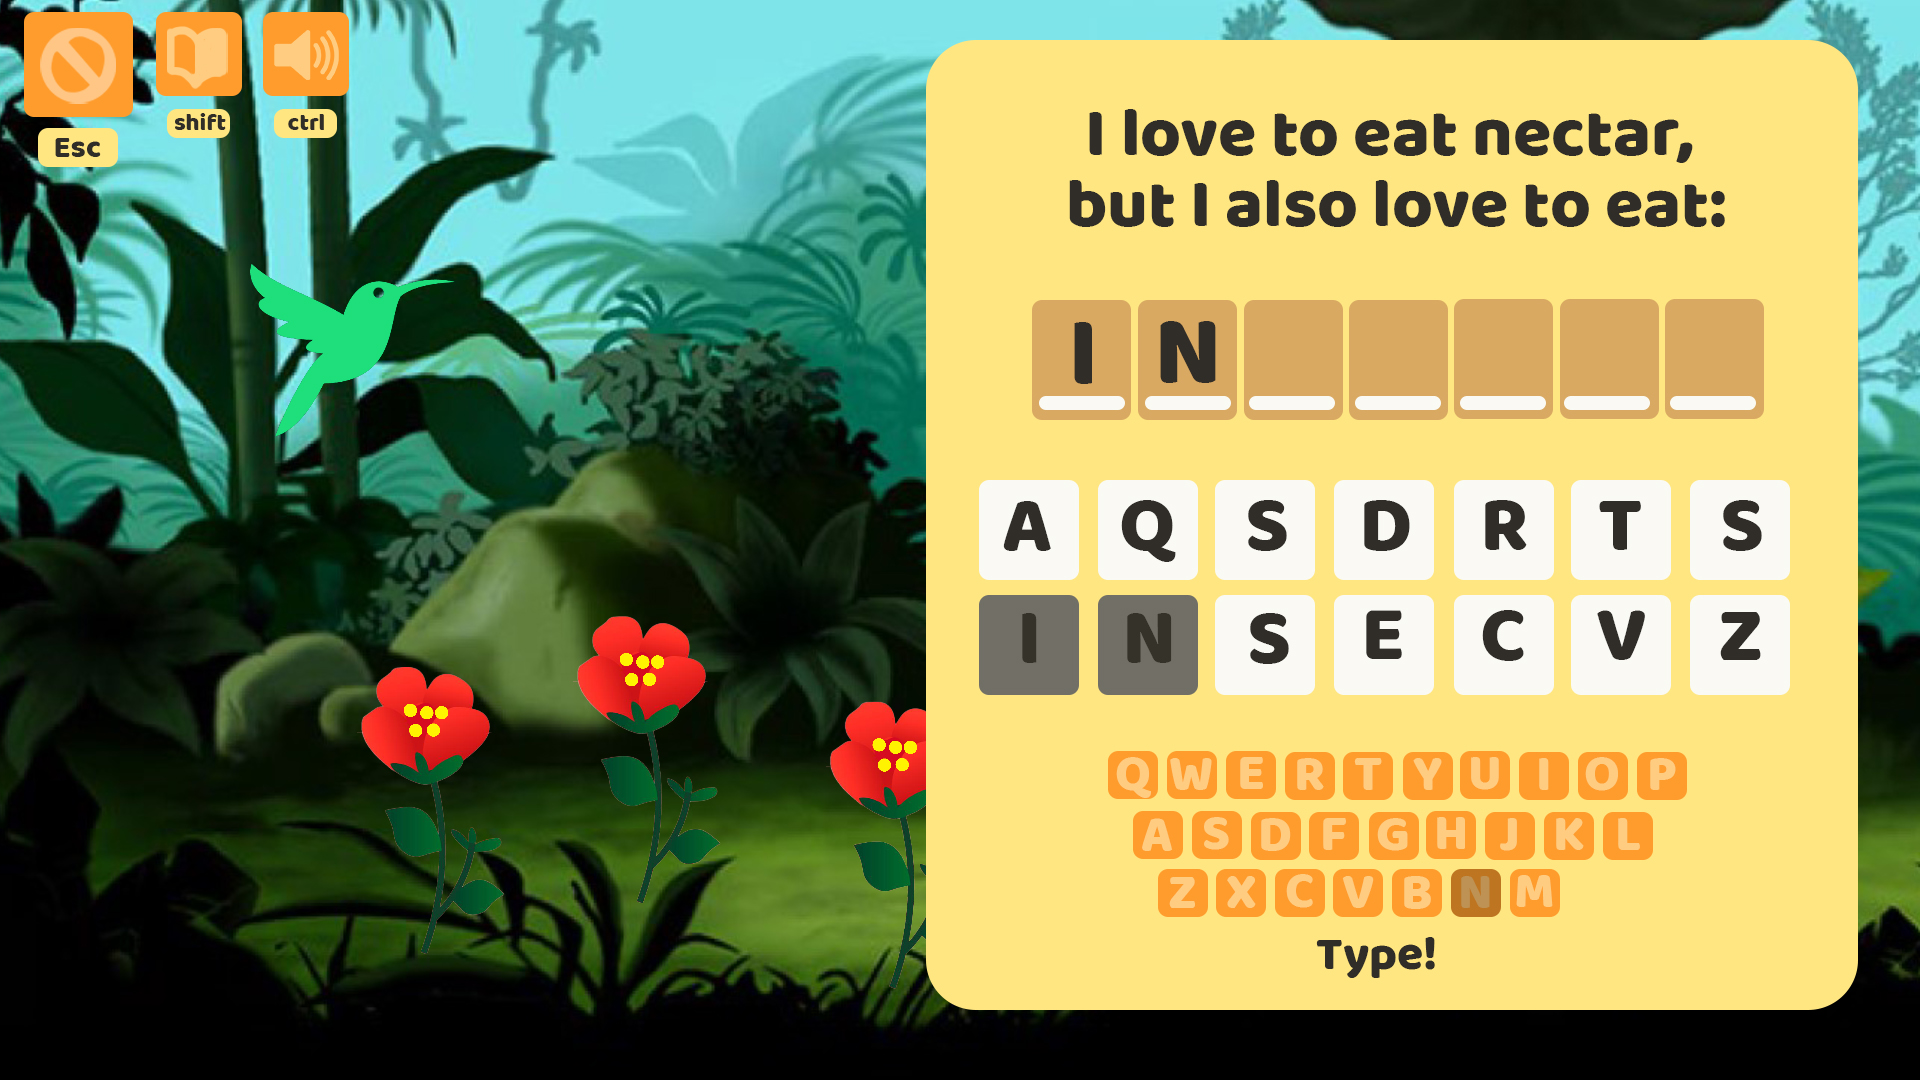 Esc
shift
ctrl
I love to eat nectar,
but I also love to eat:
I N
A Q S D R T S
I N S E C V Z
Q W E R T Y U I O P
A S D F G H J K L
Z X C V B N M
Type!